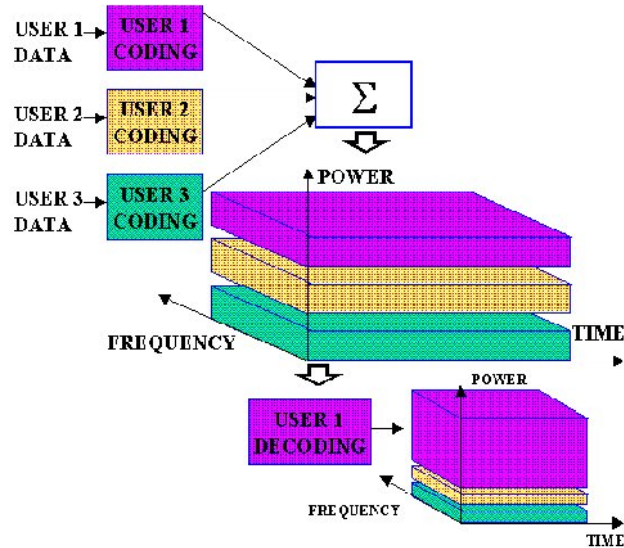 USER 1
DATA
USER 1
CODING
USER 2
DATA
USER 2
CODING
USER 3
DATA
USER 3
CODING
Σ
POWER
FREQUENCY
TIME
USER 1
DECODING
POWER
FREQUENCY
TIME